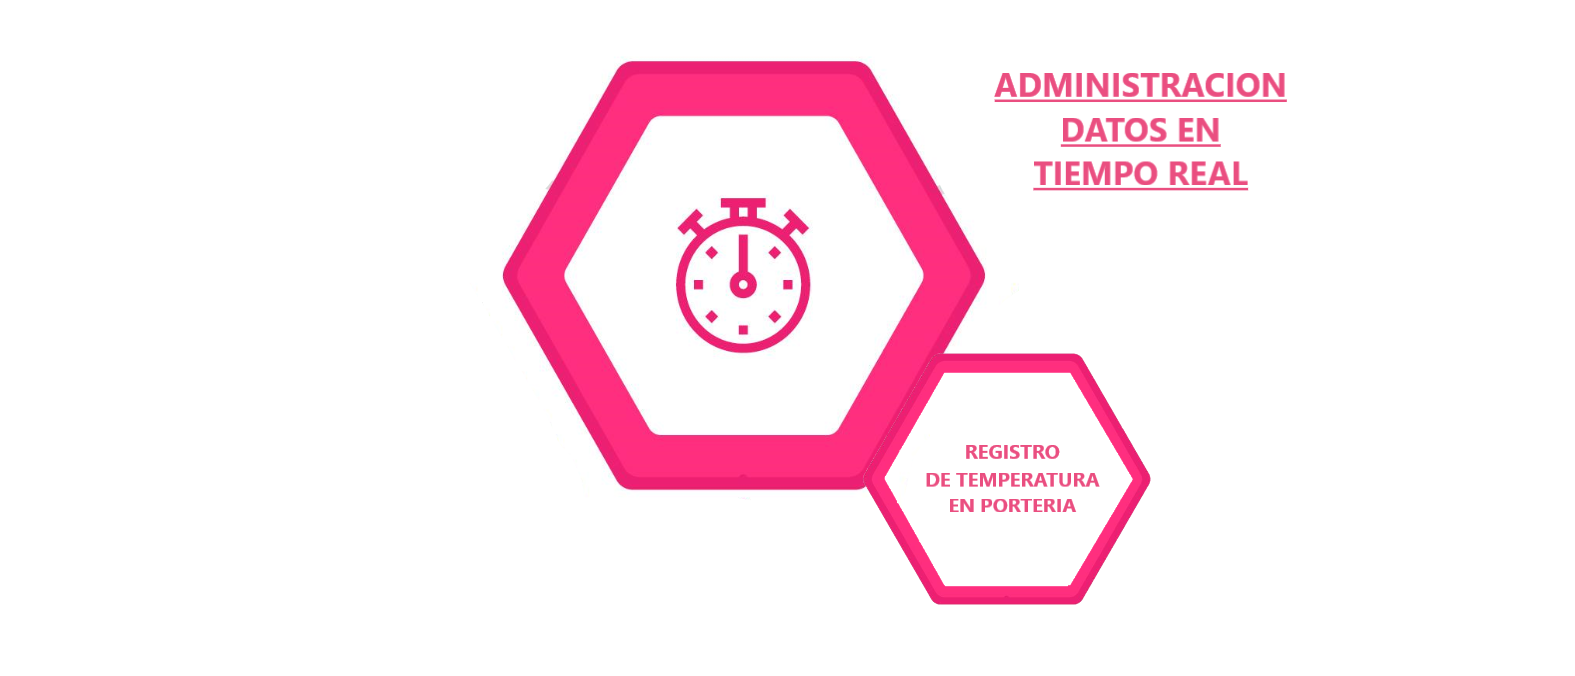 ADMINISTRACION
DATOS EN
TIEMPO REAL
REGISTRO
DE TEMPERATURA
EN PORTERIA